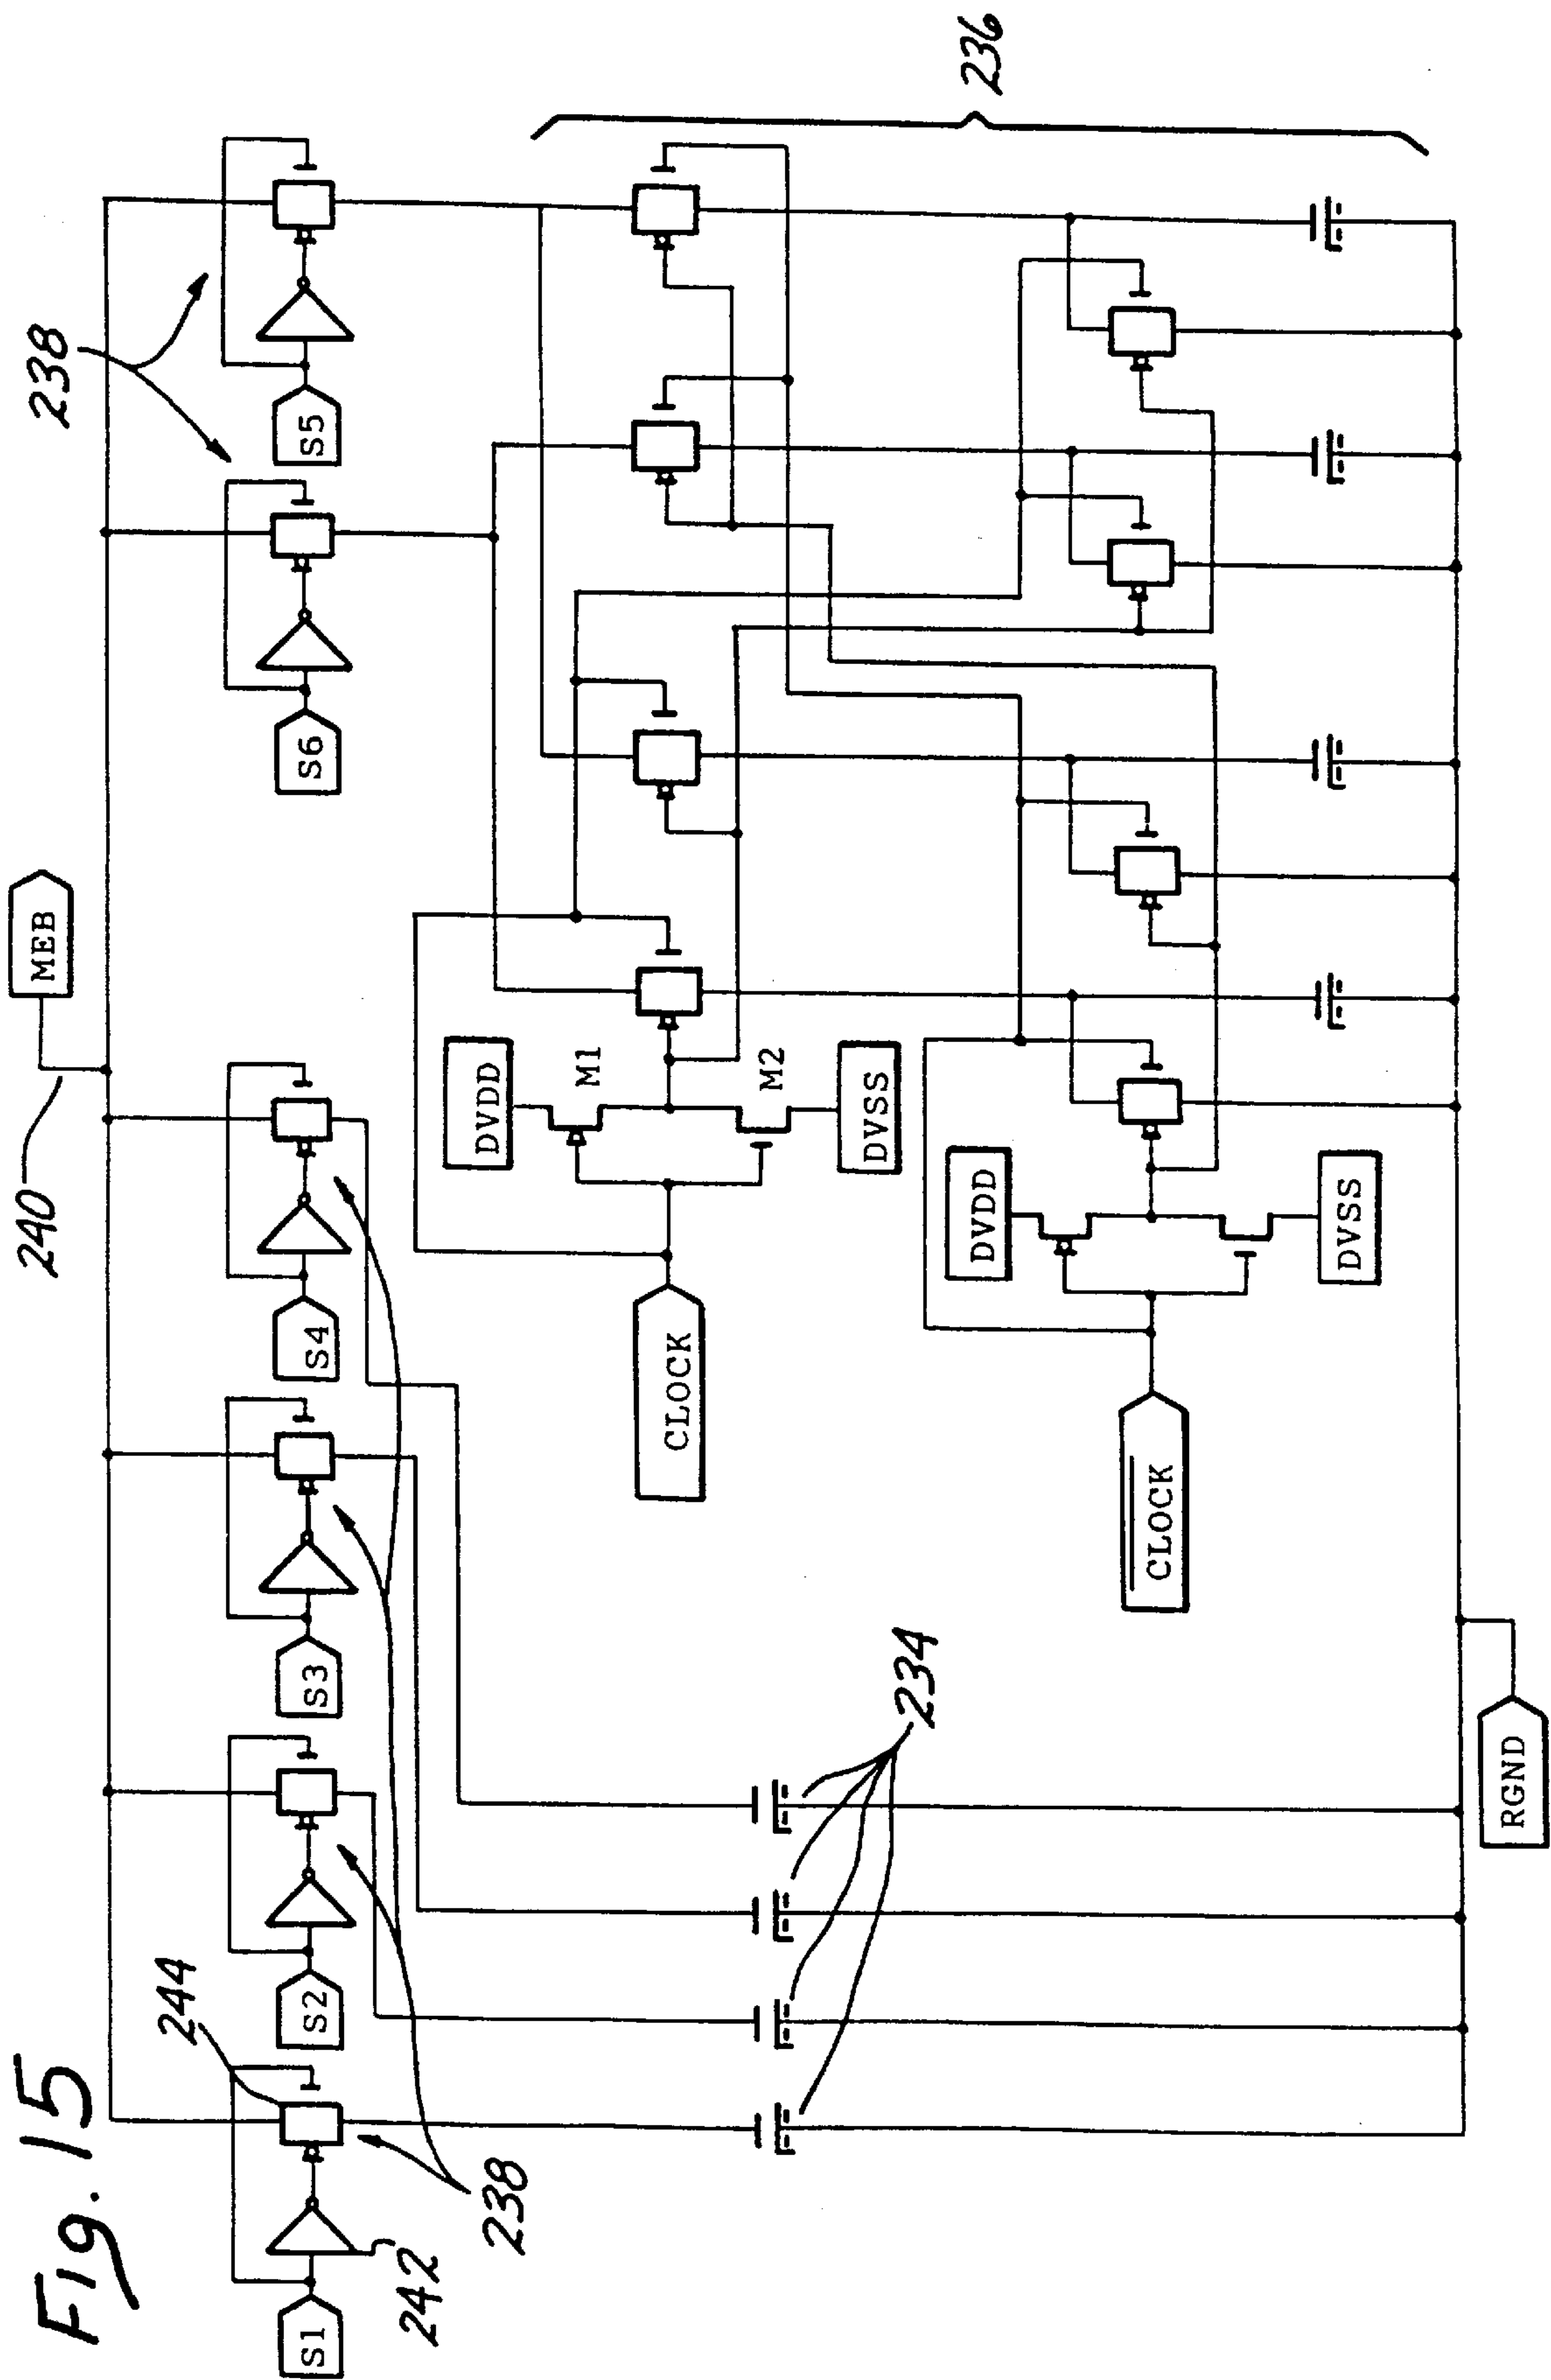 Fig. 15
240
MEB
244
238
S1
S2
S3
S4
S6
S5
242
238
DVDD
M1
CLOCK
M2
DVSS
236
234
DVDD
CLOCK
DVSS
RGND